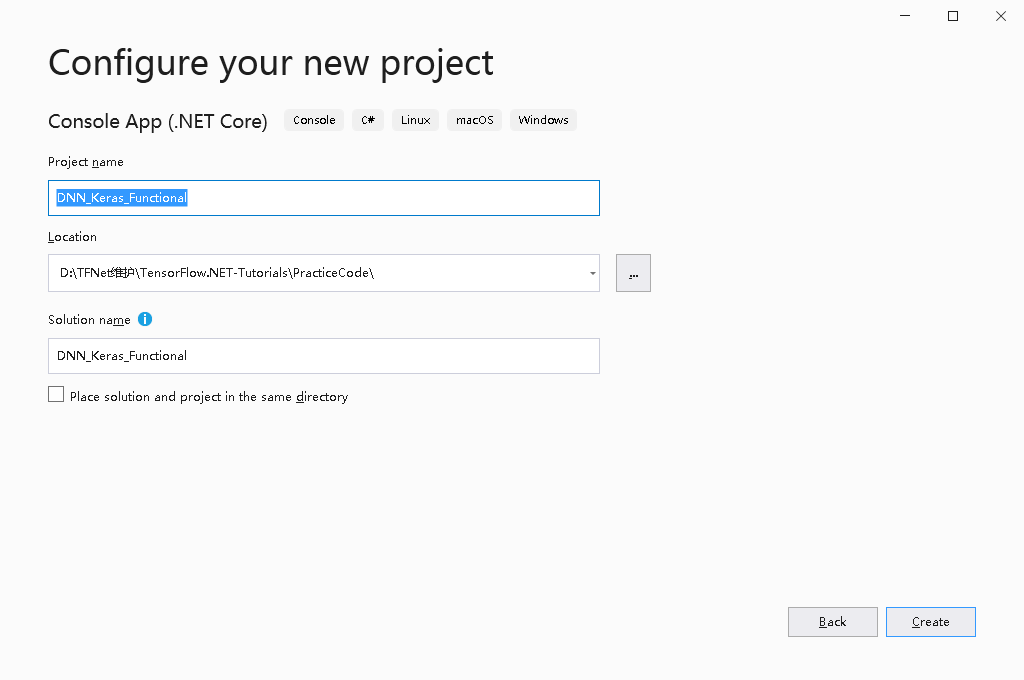 Configure your new project
Console App (.NET Core) Console C# Linux macOS Windows
Project name
DNN_Keras_Functional
Location
D:\TFNet维护\TensorFlow.NET-Tutorials\PracticeCode\
...
Solution name
DNN_Keras_Functional
Place solution and project in the same directory
Back Create